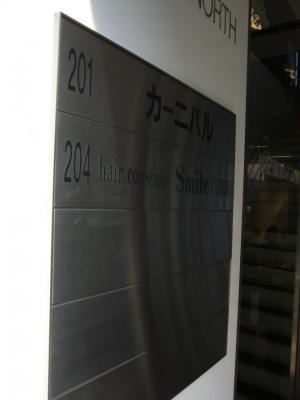 NORTH
201 カーニバル
204 hair conscious Smile